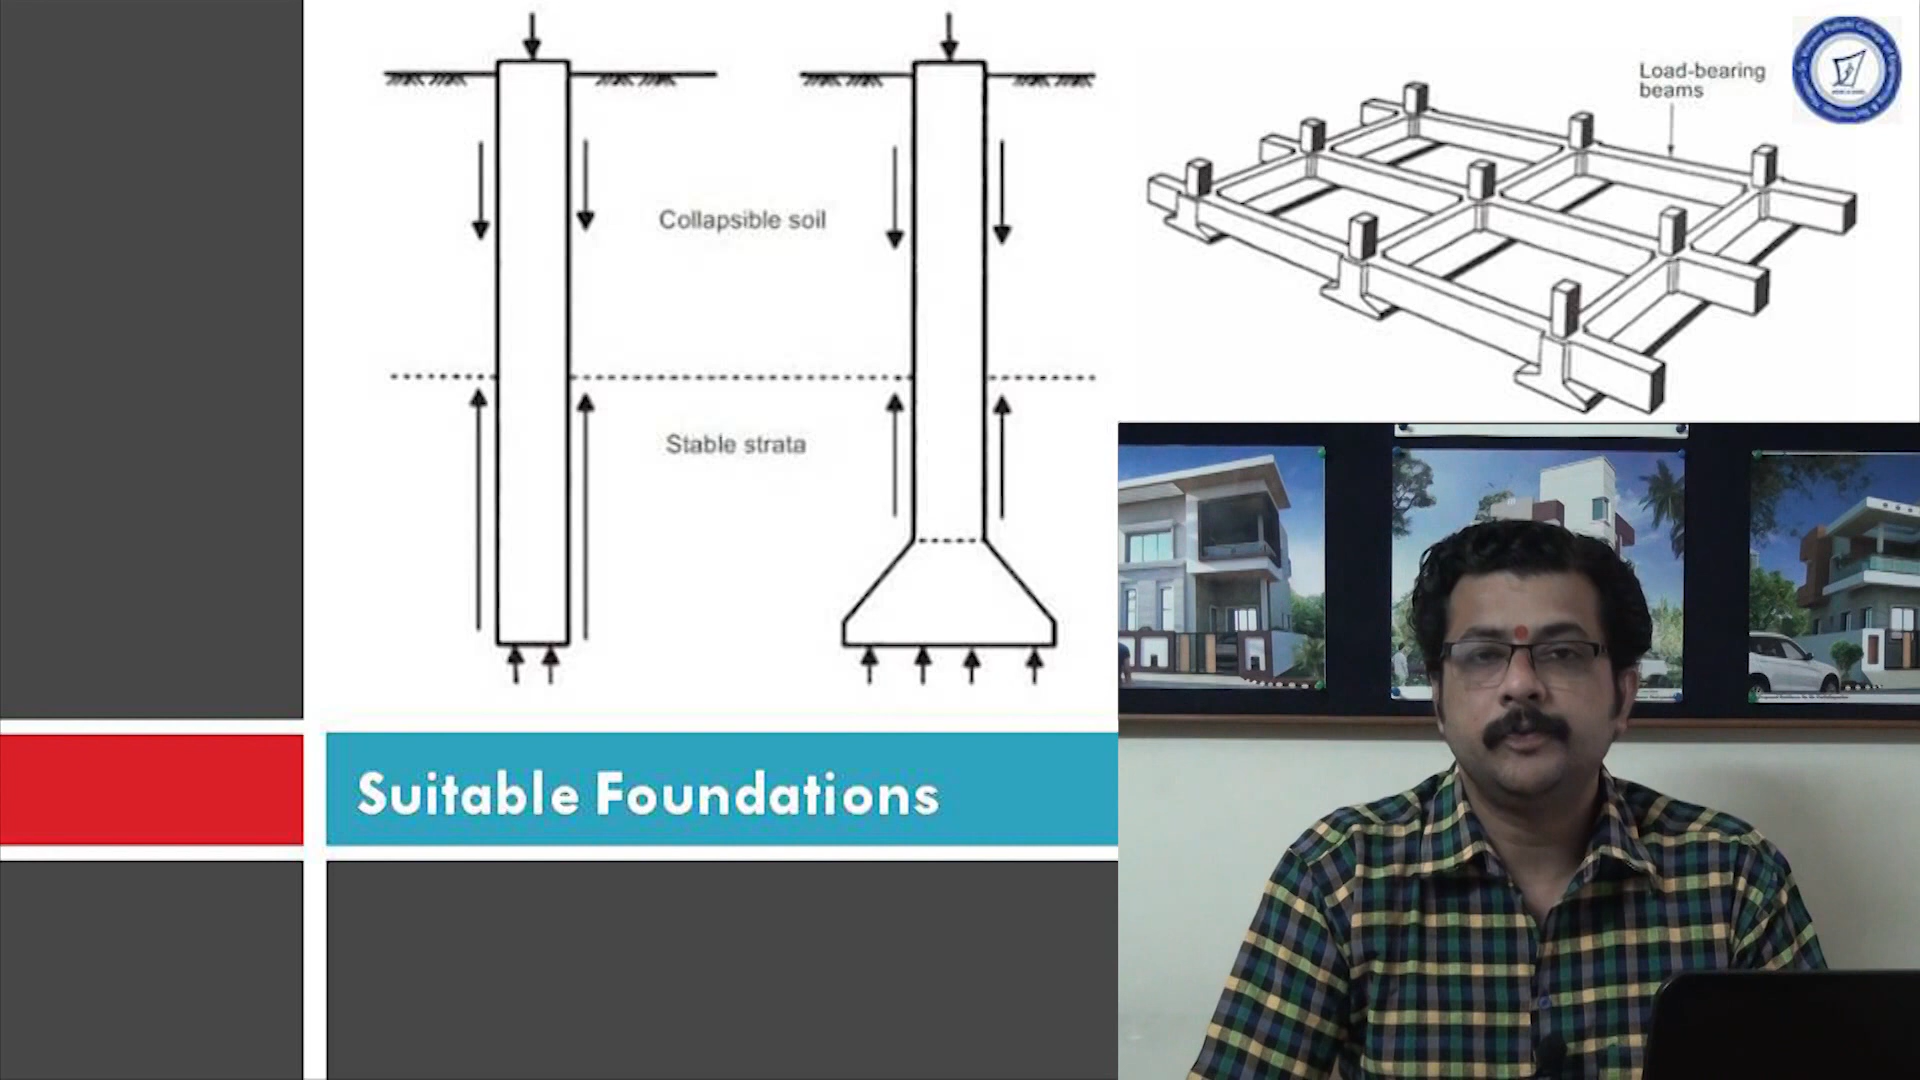 Load-bearing
beams
Collapsible soil
Stable strata
Suitable Foundations